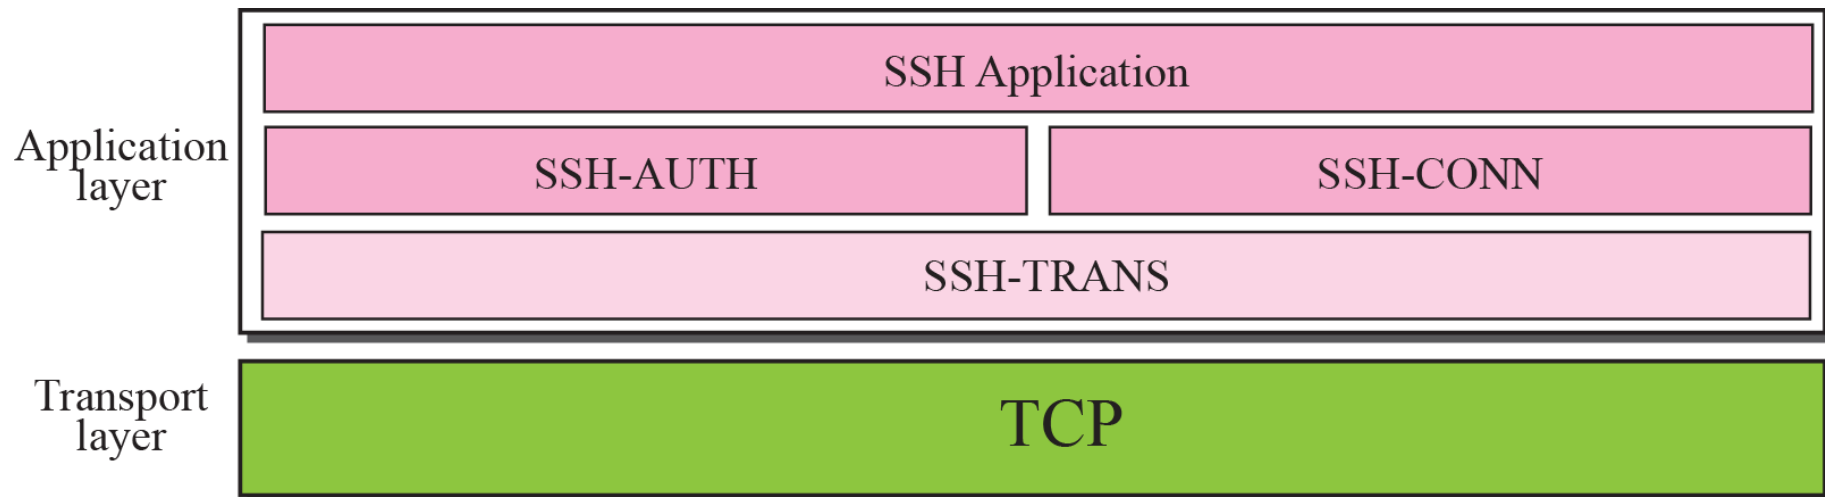 SSH Application
Application
layer
SSH-AUTH
SSH-CONN
SSH-TRANS
Transport
layer
TCP